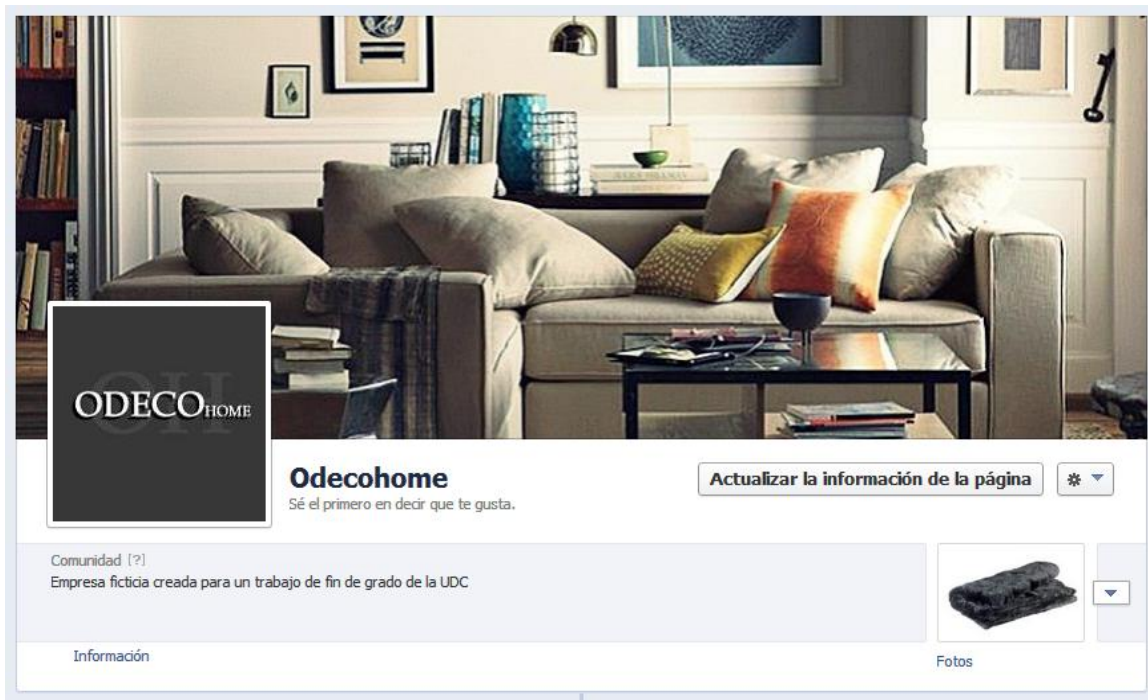 ODECOHOME
Odecohome
Sé el primero en decir que te gusta.
Actualizar la información de la página
Comunidad [?]
Empresa ficticia creada para un trabajo de fin de grado de la UDC
Información
Fotos